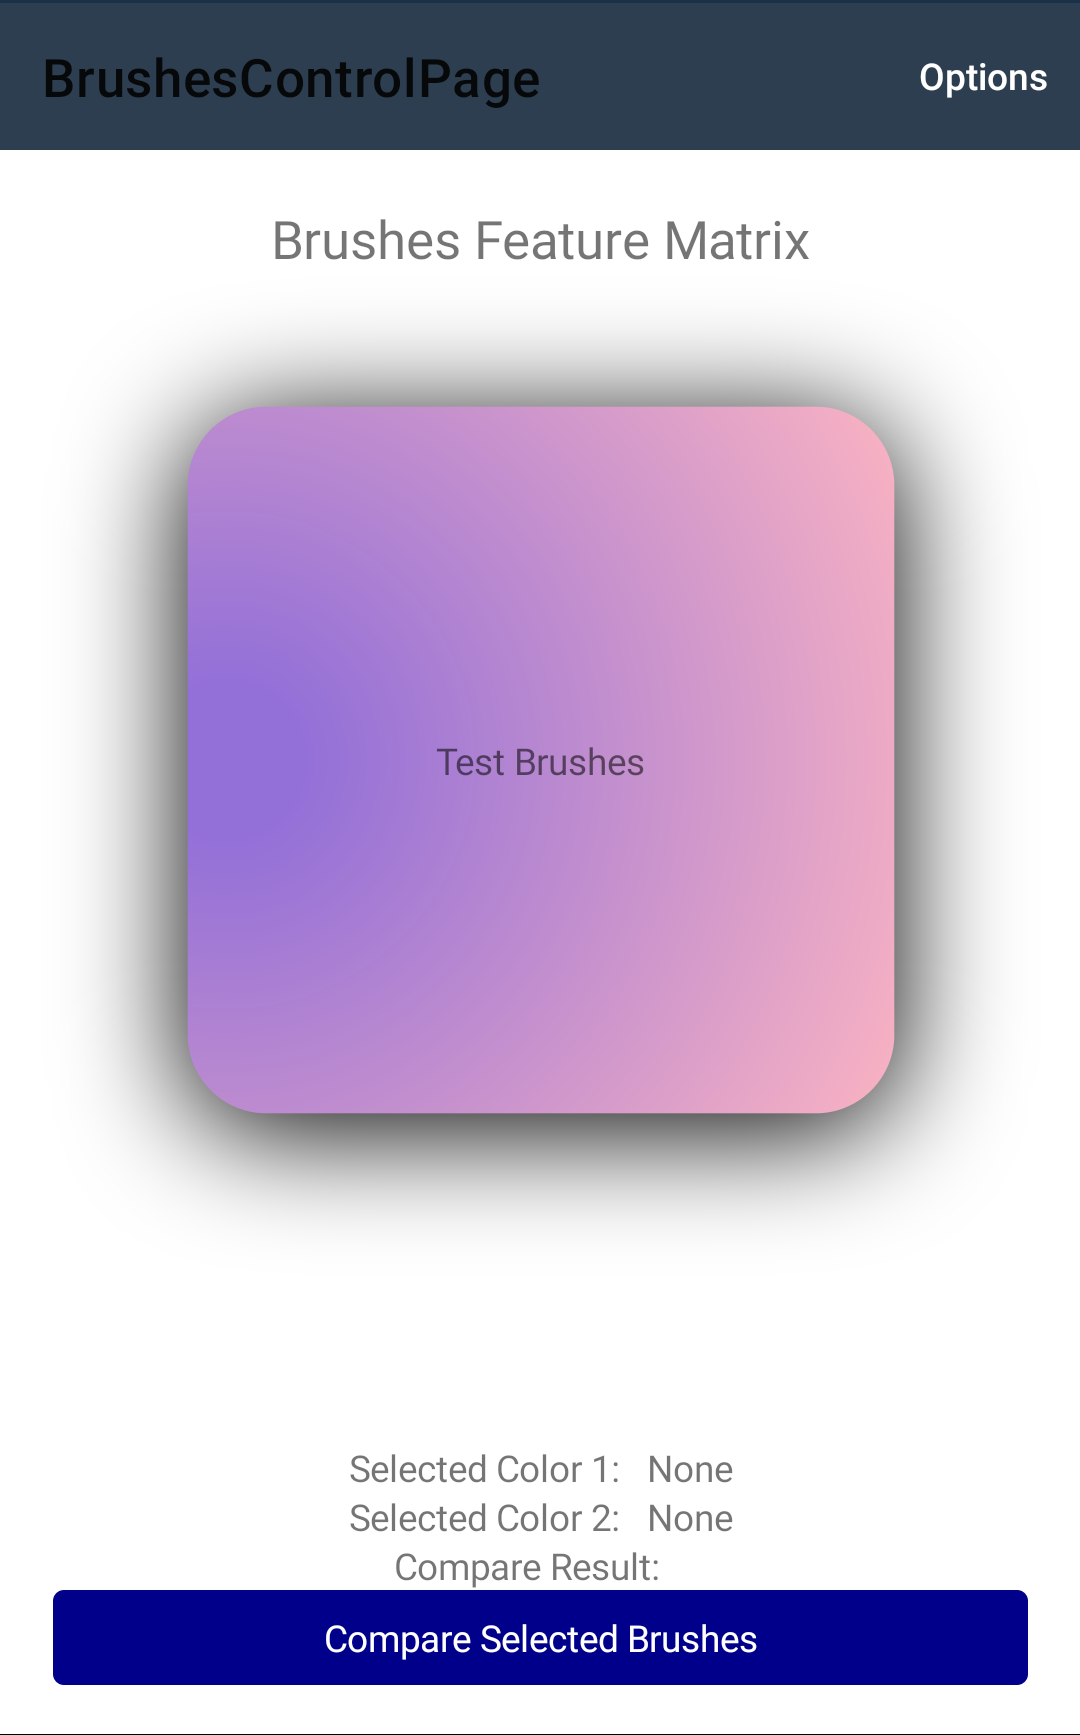 BrushesControlPage
Options
Brushes Feature Matrix
Test Brushes
Selected Color 1: None
Selected Color 2: None
Compare Result:
Compare Selected Brushes